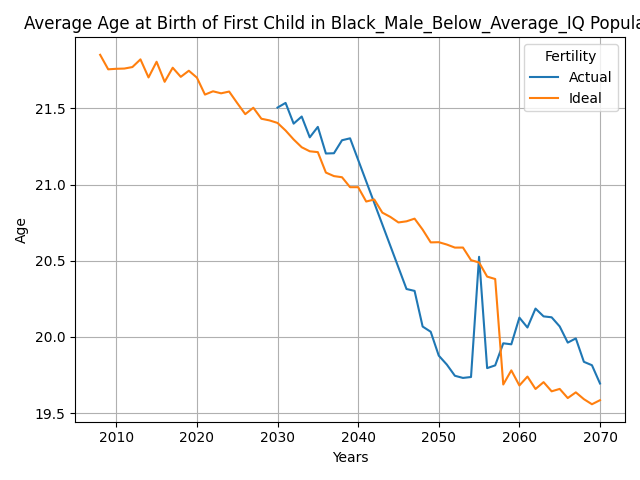 Average Age at Birth of First Child in Black_Male_Below_Average_IQ Popula
Fertility
Actual
Ideal
21.5
21.0
20.5
20.0
19.5
Age
2010 2020 2030 2040 2050 2060 2070
Years